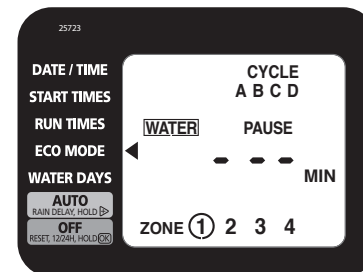 25723
DATE / TIME
START TIMES
RUN TIMES
ECO MODE
WATER DAYS
AUTO
RAIN DELAY, HOLD
OFF
RESET, 12/24H, HOLD OK
CYCLE
A B C D
WATER PAUSE
- - -
MIN
ZONE 1 2 3 4